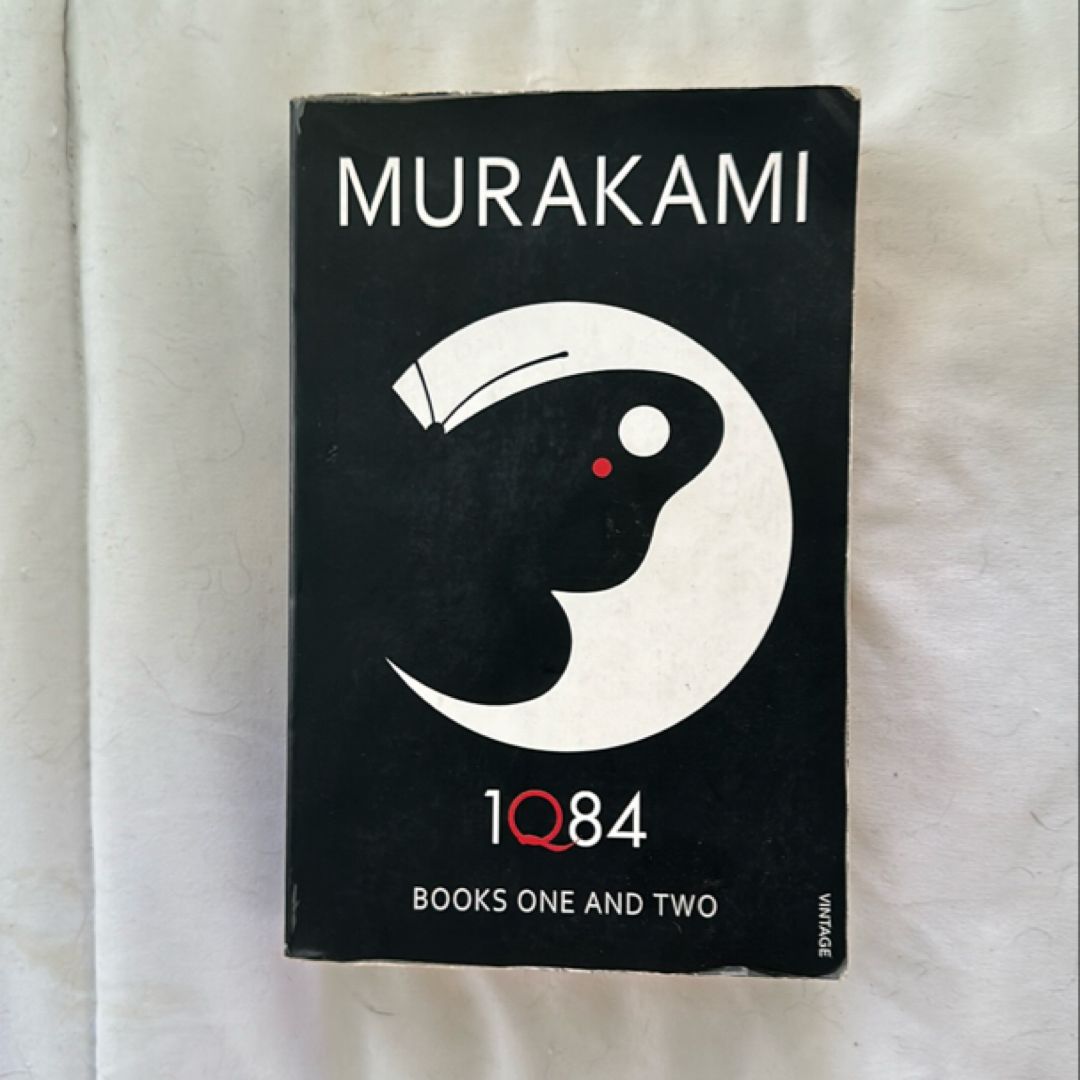 MURAKAMI
1Q84
BOOKS ONE AND TWO
VINTAGE